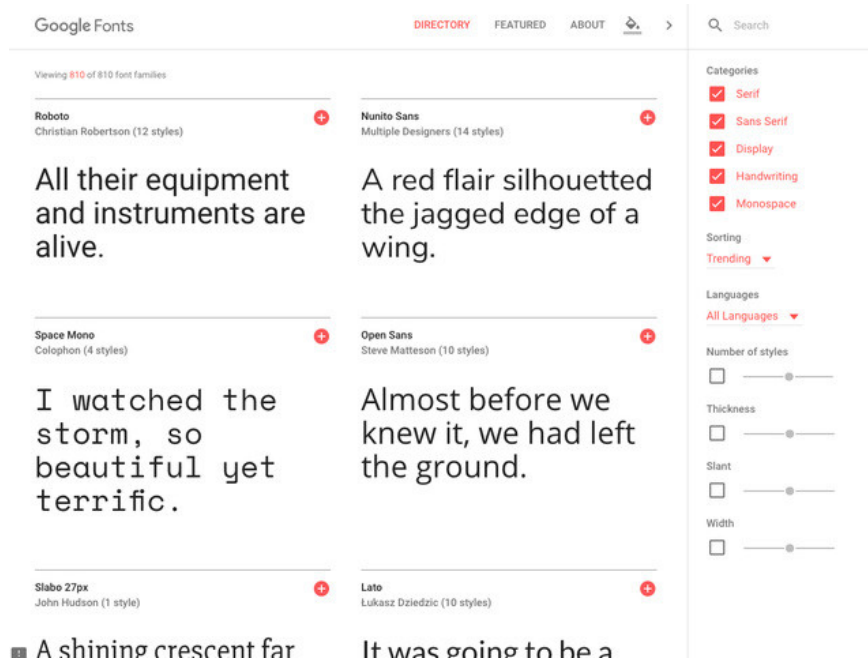 Google Fonts
DIRECTORY FEATURED ABOUT
Search
Viewing 810 of 810 font families
Roboto
Christian Robertson (12 styles)
All their equipment
and instruments are
alive.
Nunito Sans
Multiple Designers (14 styles)
A red flair silhouetted
the jagged edge of a
wing.
Space Mono
Colophon (4 styles)
I watched the
storm, so
beautiful yet
terrific.
Open Sans
Steve Matteson (10 styles)
Almost before we
knew it, we had left
the ground.
Slabo 27px
John Hudson (1 style)
A shining crescent far
Lato
Łukasz Dziedzic (10 styles)
It was going to be a
Categories
Serif
Sans Serif
Display
Handwriting
Monospace
Sorting
Trending
Languages
All Languages
Number of styles
Thickness
Slant
Width